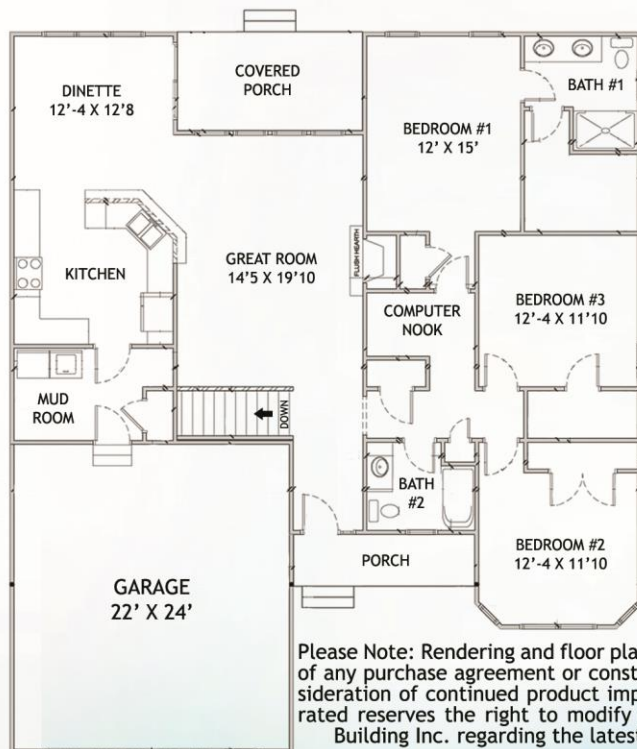 DINETTE
12'-4 X 12'8
COVERED
PORCH
BATH #1
BEDROOM #1
12' X 15'
GREAT ROOM
14'5 X 19'10
FLUSH HEARTH
KITCHEN
COMPUTER
NOOK
BEDROOM #3
12'-4 X 11'10
MUD
ROOM
DOWN
BATH
#2
PORCH
BEDROOM #2
12'-4 X 11'10
GARAGE
22' X 24'
Please Note: Rendering and floor pla
of any purchase agreement or const
sideration of continued product imp
rated reserves the right to modify
Building Inc. regarding the latest